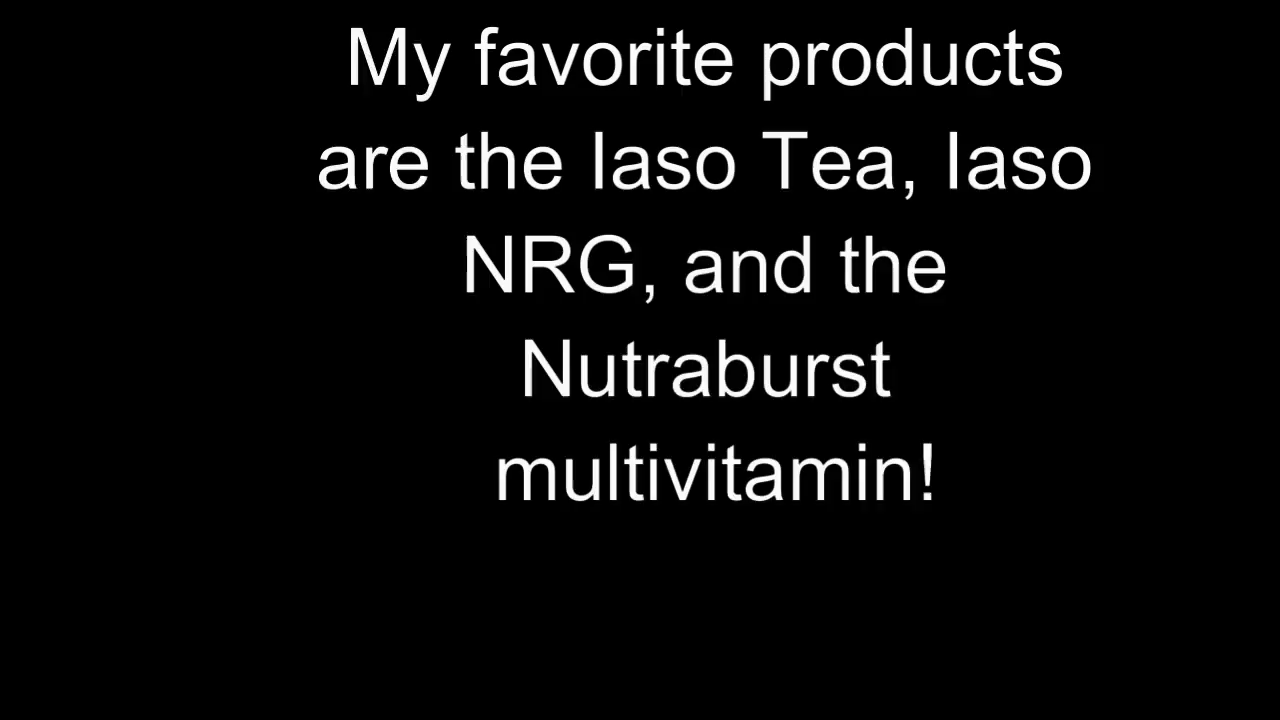 My favorite products
are the Iaso Tea, Iaso
NRG, and the
Nutraburst
multivitamin!